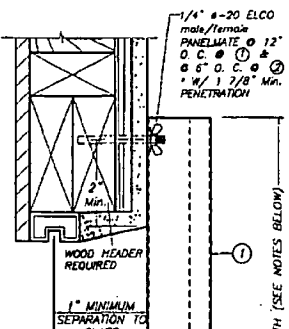 1/4" ø-20 ELCO
male/female
PANELMATE @ 12"
O. C. @ ① &
@ 6" O. C. @ ②
* W/ 1 7/8" Min.
PENETRATION
2"
Min.
WOOD HEADER
REQUIRED
①
1" MINIMUM
SEPARATION TO
(SEE NOTES BELOW)